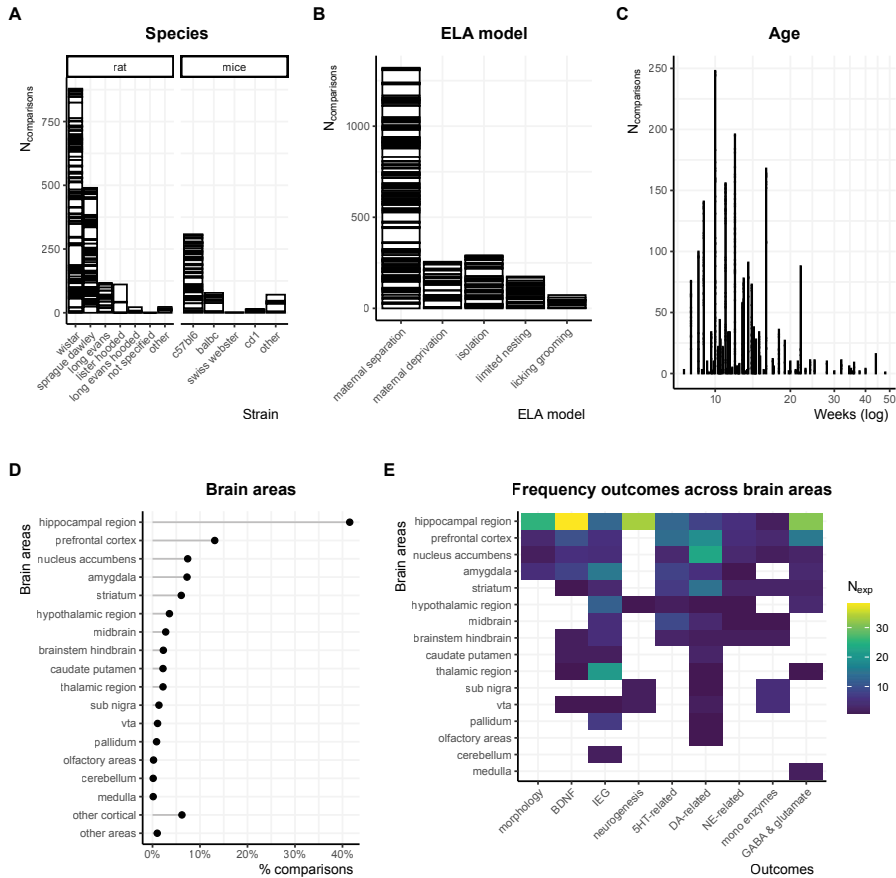 A
Species
rat
mice
Ncomparisons
750
500
250
0
wistar
sprague dawley
long evans
lister hooded
long evans hooded
not specified
other
c57bl6
balbc
swiss webster
cd1
other
Strain
B
ELA model
Ncomparisons
1000
500
0
maternal separation
maternal deprivation
isolation
limited nesting
licking grooming
ELA model
C
Age
Ncomparisons
250
200
150
100
50
0
10
20
30
40
50
Weeks (log)
D
Brain areas
Brain areas
hippocampal region
prefrontal cortex
nucleus accumbens
amygdala
striatum
hypothalamic region
midbrain
brainstem hindbrain
caudate putamen
thalamic region
sub nigra
vta
pallidum
olfactory areas
cerebellum
medulla
other cortical
other areas
0%
10%
20%
30%
40%
% comparisons
E
Frequency outcomes across brain areas
Brain areas
hippocampal region
prefrontal cortex
nucleus accumbens
amygdala
striatum
hypothalamic region
midbrain
brainstem hindbrain
caudate putamen
thalamic region
sub nigra
vta
pallidum
olfactory areas
cerebellum
medulla
morphology
BDNF
IEG
neurogenesis
5HT-related
DA-related
NE-related
mono enzymes
GABA & glutamate
Outcomes
Nexp
30
20
10